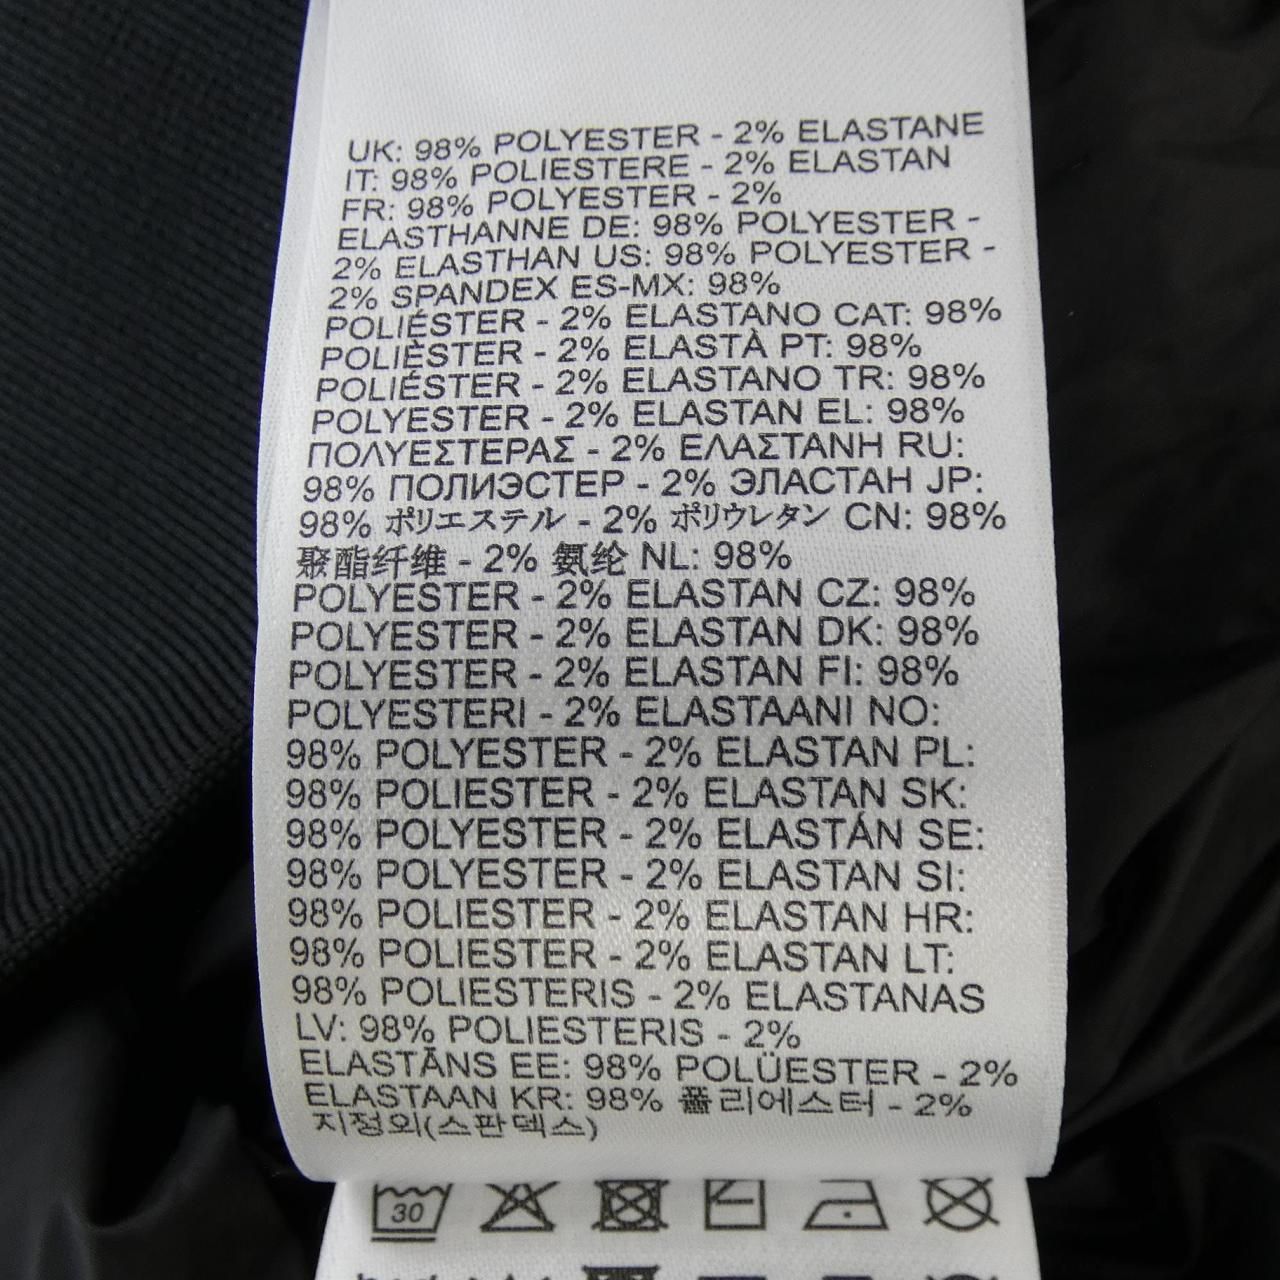 UK: 98% POLYESTER - 2% ELASTANE
IT: 98% POLIESTERE - 2% ELASTAN
FR: 98% POLYESTER - 2%
ELASTHANNE DE: 98% POLYESTER -
2% ELASTHAN US: 98% POLYESTER -
2% SPANDEX ES-MX: 98%
POLIÉSTER - 2% ELASTANO CAT: 98%
POLIÈSTER - 2% ELASTÀ PT: 98%
POLIÉSTER - 2% ELASTANO TR: 98%
POLYESTER - 2% ELASTAN EL: 98%
ΠΟΛΥΕΣΤΕΡΑΣ - 2% ΕΛΑΣΤΑΝΗ RU:
98% ПОЛИЭСТЕР - 2% ЭЛАСТАН JP:
98% ポリエステル - 2% ポリウレタン CN: 98%
聚酯纤维 - 2% 氨纶 NL: 98%
POLYESTER - 2% ELASTAN CZ: 98%
POLYESTER - 2% ELASTAN DK: 98%
POLYESTER - 2% ELASTAN FI: 98%
POLYESTERI - 2% ELASTAANI NO:
98% POLYESTER - 2% ELASTAN PL:
98% POLIESTER - 2% ELASTAN SK:
98% POLYESTER - 2% ELASTÁN SE:
98% POLYESTER - 2% ELASTAN SI:
98% POLIESTER - 2% ELASTAN HR:
98% POLIESTER - 2% ELASTAN LT:
98% POLIESTERIS - 2% ELASTANAS
LV: 98% POLIESTERIS - 2%
ELASTĀNS EE: 98% POLÜESTER - 2%
ELASTAAN KR: 98% 폴리에스터 - 2%
지정외(스판덱스)
30